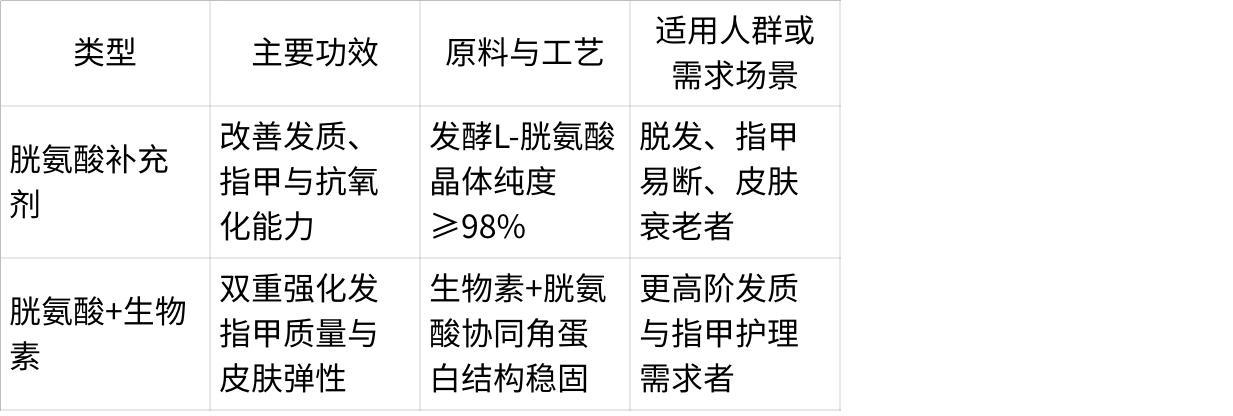 类型
主要功效
原料与工艺
适用人群或
需求场景
胱氨酸补充
剂
改善发质、
指甲与抗氧
化能力
发酵L-胱氨酸
晶体纯度
≥98%
脱发、指甲
易断、皮肤
衰老者
胱氨酸+生物
素
双重强化发
指甲质量与
皮肤弹性
生物素+胱氨
酸协同角蛋
白结构稳固
更高阶发质
与指甲护理
需求者